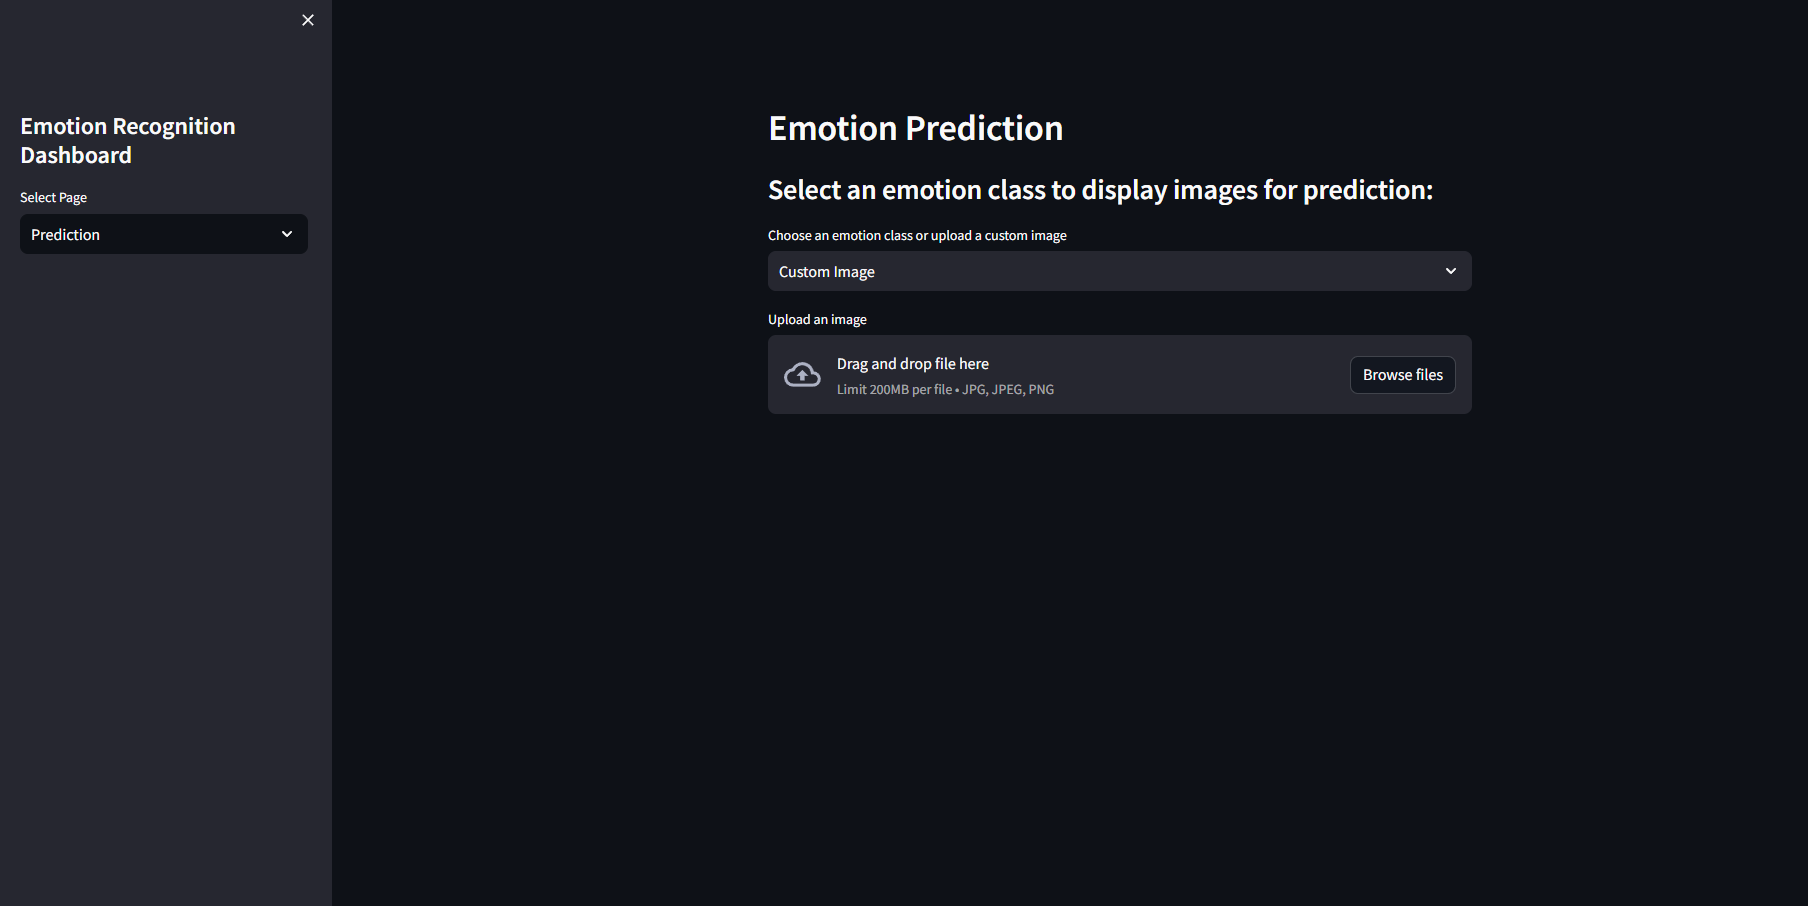 Emotion Recognition
Dashboard
Select Page
Prediction
Emotion Prediction
Select an emotion class to display images for prediction:
Choose an emotion class or upload a custom image
Custom Image
Upload an image
Drag and drop file here
Limit 200MB per file • JPG, JPEG, PNG
Browse files